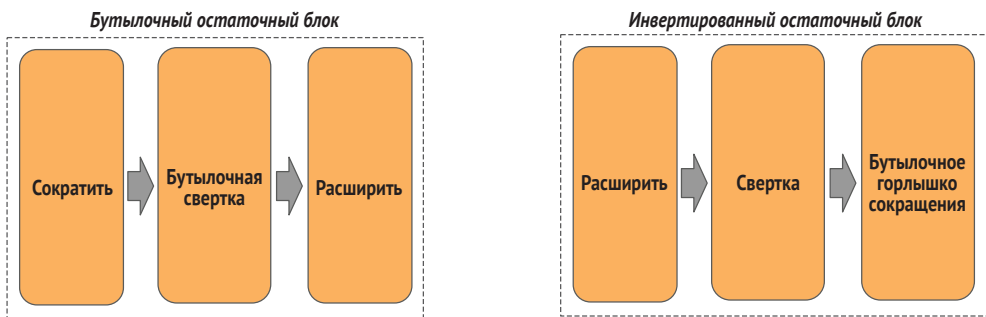 Бутылочный остаточный блок
Сократить
Бутылочная
свертка
Расширить
Инвертированный остаточный блок
Расширить
Свертка
Бутылочное
горлышко
сокращения